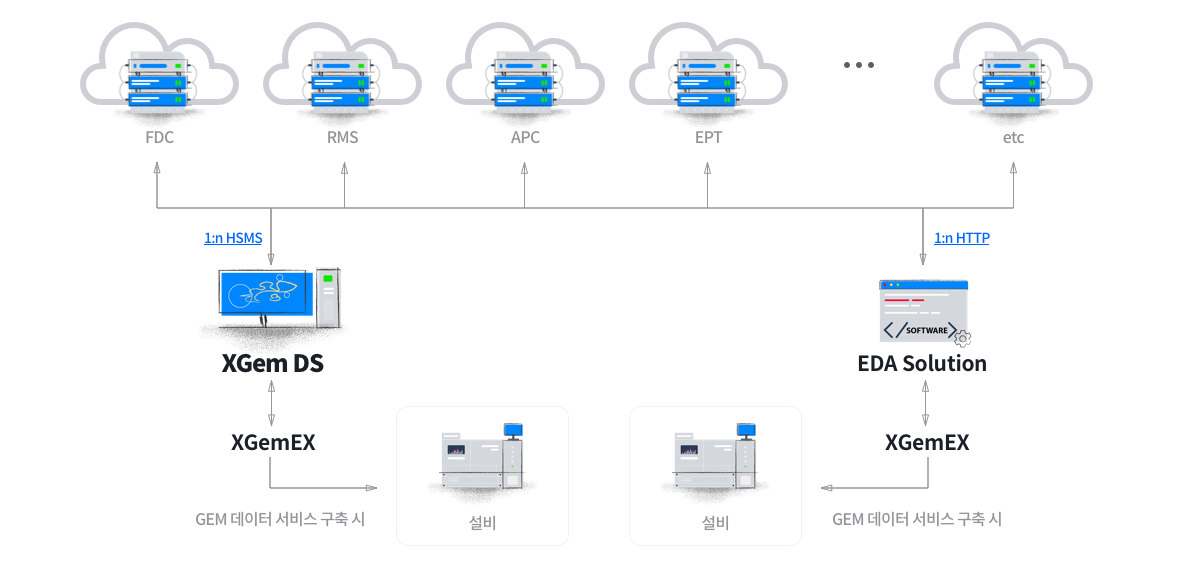 FDC
RMS
APC
EPT
•••
etc
1:n HSMS
1:n HTTP
</SOFTWARE>
XGem DS
EDA Solution
XGemEX
XGemEX
GEM 데이터 서비스 구축 시
설비
설비
GEM 데이터 서비스 구축 시